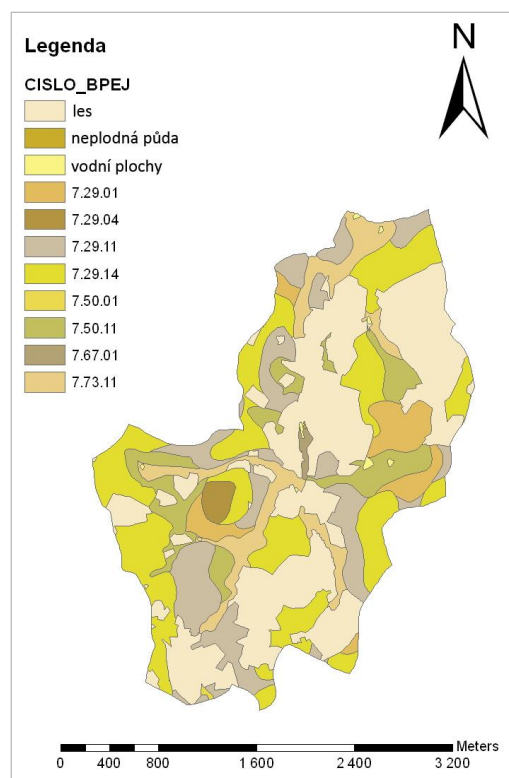 Legenda
N
CISLO_BPEJ
les
neplodná půda
vodní plochy
7.29.01
7.29.04
7.29.11
7.29.14
7.50.01
7.50.11
7.67.01
7.73.11
Meters
0 400 800 1 600 2 400 3 200